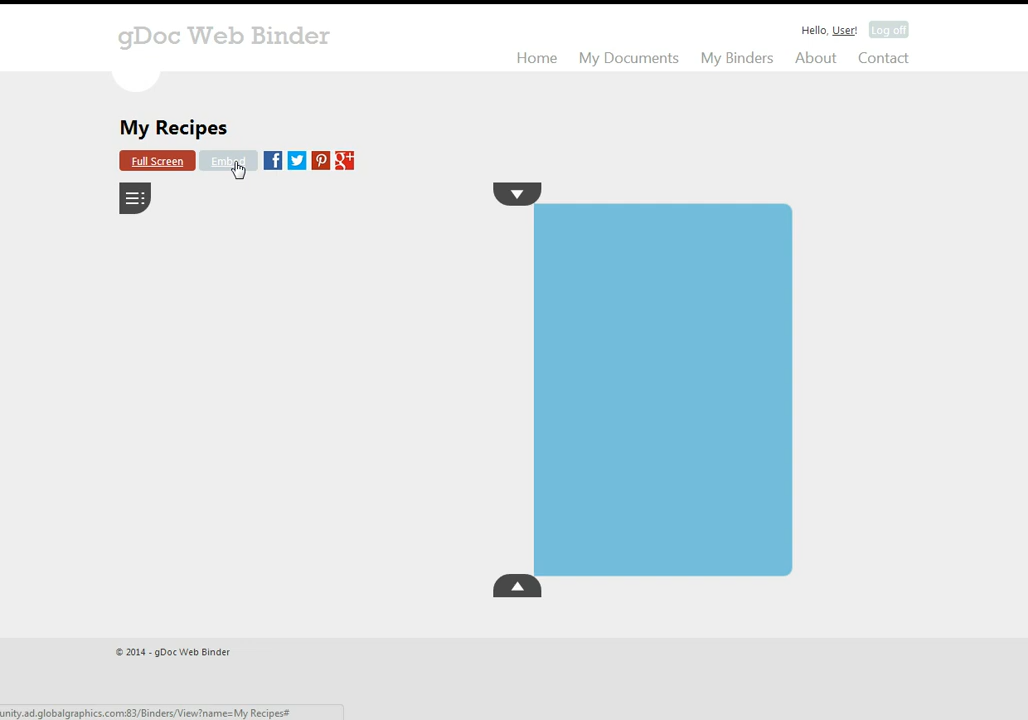 gDoc Web Binder
Hello, User! Log off
Home My Documents My Binders About Contact
My Recipes
Full Screen Embed
© 2014 - gDoc Web Binder
unity.ad.globalgraphics.com:83/Binders/View?name=My Recipes#